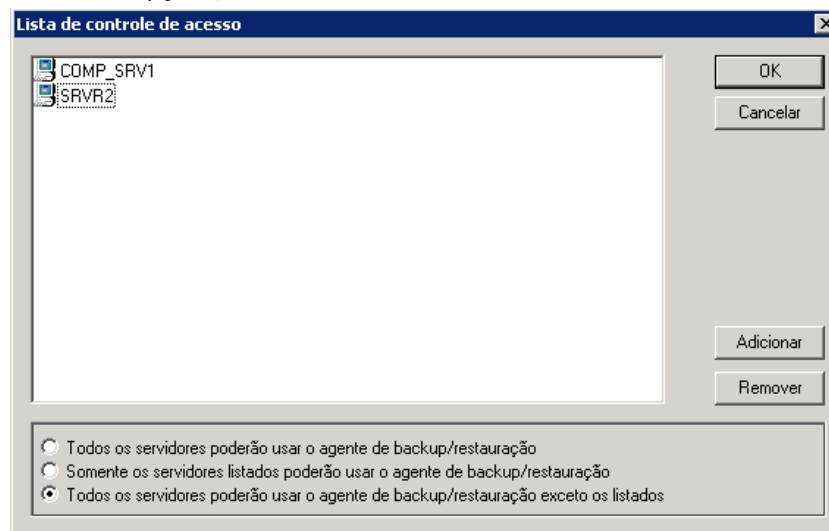 Lista de controle de acesso
COMP_SRV1
SRVR2
OK
Cancelar
Adicionar
Remover
Todos os servidores poderão usar o agente de backup/restauração
Somente os servidores listados poderão usar o agente de backup/restauração
Todos os servidores poderão usar o agente de backup/restauração exceto os listados